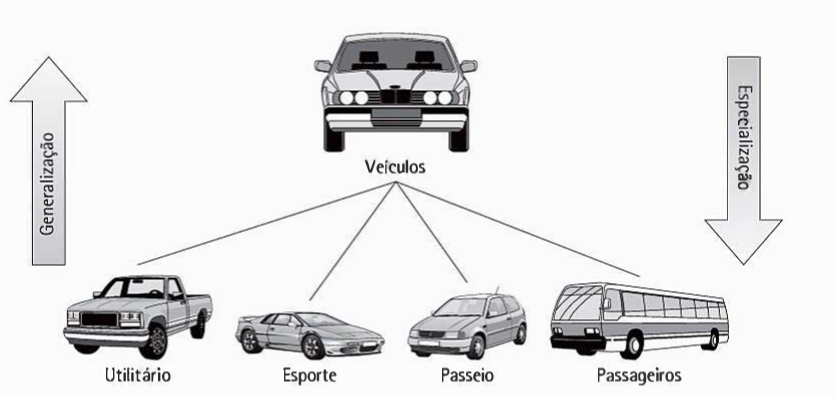 Generalização
Veículos
Especialização
Utilitário
Esporte
Passeio
Passageiros